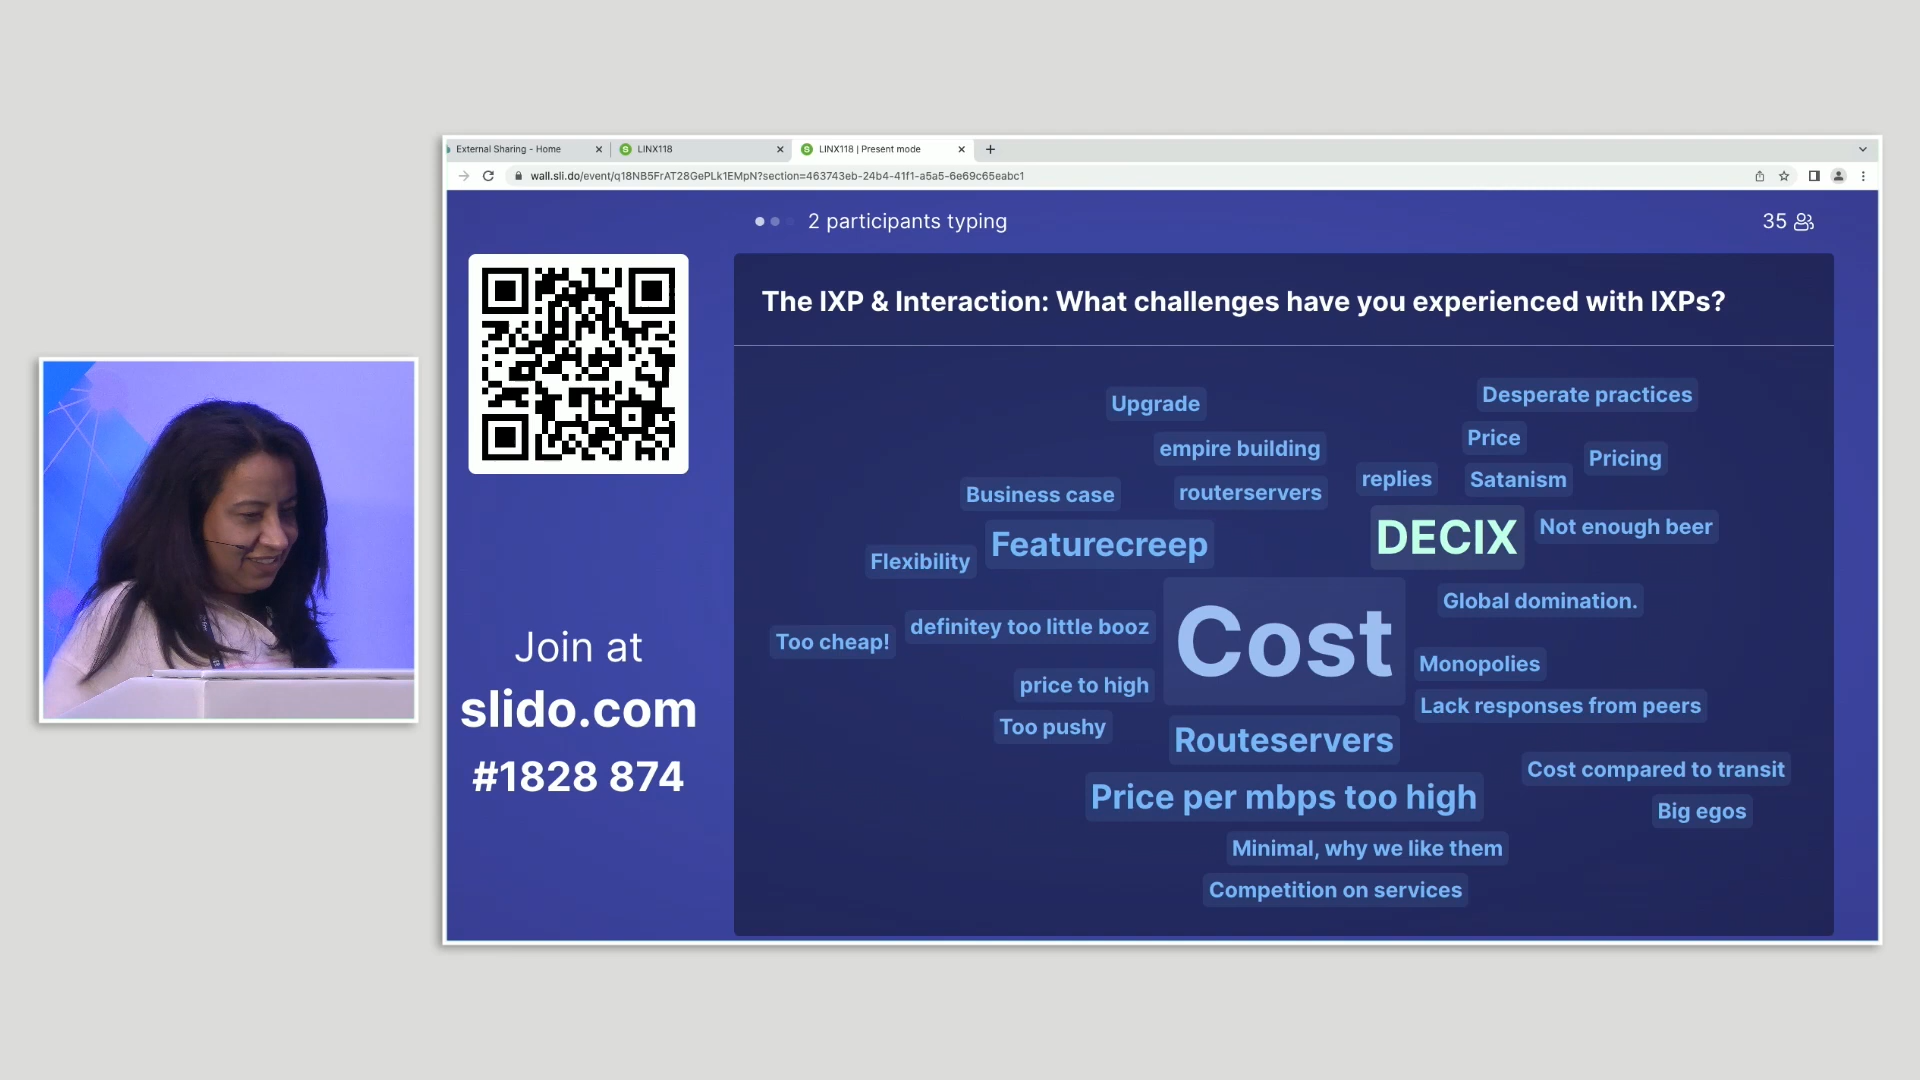 External Sharing - Home
LINX118
LINX118 | Present mode
wall.sli.do/event/q18NB5FrAT28GePLk1EMpN?section=463743eb-24b4-41f1-a5a5-6e69c65eabc1
2 participants typing
35
The IXP & Interaction: What challenges have you experienced with IXPs?
Join at
slido.com
#1828 874
Upgrade
Desperate practices
empire building
Price
Pricing
Business case
routerservers
replies
Satanism
Flexibility
Featurecreep
DECIX
Not enough beer
Too cheap!
definitey too little booz
Cost
Global domination.
price to high
Monopolies
Too pushy
Lack responses from peers
Routeservers
Cost compared to transit
Price per mbps too high
Big egos
Minimal, why we like them
Competition on services